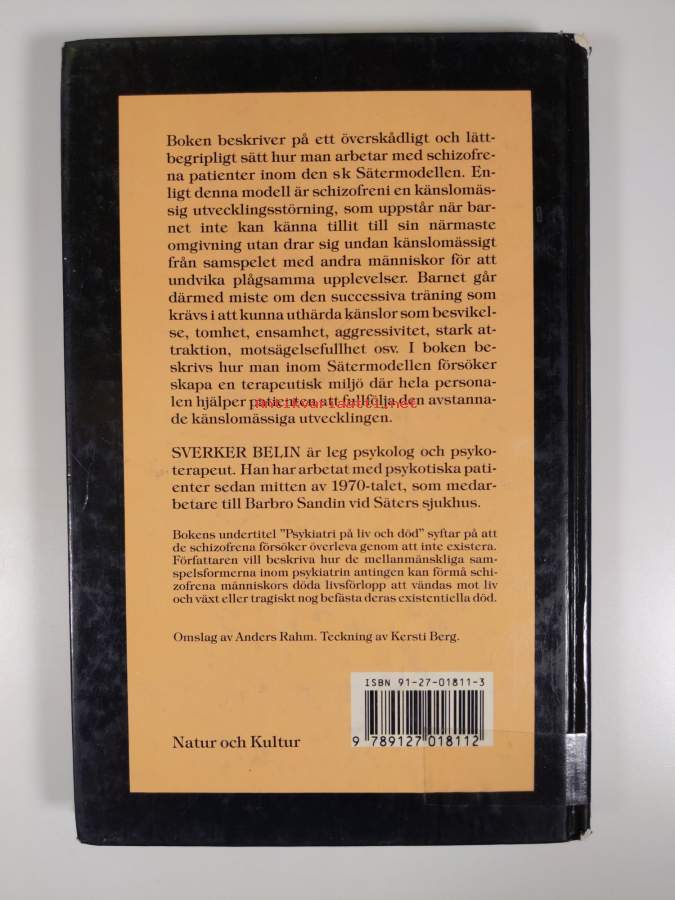 Boken beskriver på ett överskådligt och lätt-
begripligt sätt hur man arbetar med schizofre-
na patienter inom den sk Sätermodellen. En-
ligt denna modell är schizofreni en känslomäs-
sig utvecklingsstörning, som uppstår när bar-
net inte kan känna tillit till sin närmaste
omgivning utan drar sig undan känslomässigt
från samspelet med andra människor för att
undvika plågsamma upplevelser. Barnet går
därmed miste om den successiva träning som
krävs i att kunna uthärda känslor som besvikel-
se, tomhet, ensamhet, aggressivitet, stark at-
traktion, motsägelsefullhet osv. I boken be-
skrivs hur man inom Sätermodellen försöker
skapa en terapeutisk miljö där hela persona-
len hjälper patienten att fullfölja den avstanna-
de känslomässiga utvecklingen.
SVERKER BELIN är leg psykolog och psyko-
terapeut. Han har arbetat med psykotiska pati-
enter sedan mitten av 1970-talet, som medar-
betare till Barbro Sandin vid Säters sjukhus.
Bokens undertitel "Psykiatri på liv och död" syftar på att
de schizofrena försöker överleva genom att inte existera.
Författaren vill beskriva hur de mellanmänskliga sam-
spelsformerna inom psykiatrin antingen kan förmå schi-
zofrena människors döda livsförlopp att vändas mot liv
och växt eller tragiskt nog befästa deras existentiella död.
Omslag av Anders Rahm. Teckning av Kersti Berg.
ISBN 91-27-01811-3
9 789127 018112
Natur och Kultur